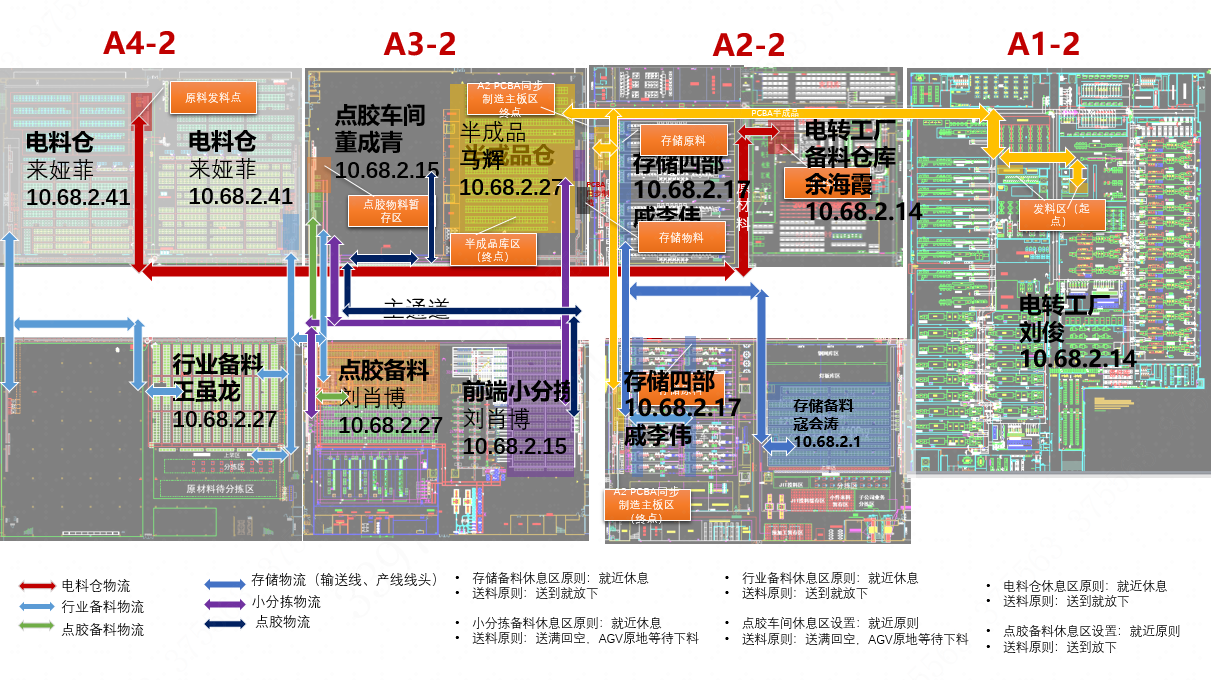 A4-2
A3-2
A2-2
A1-2
原料发料点
电料仓
来娅菲
10.68.2.41
电料仓
来娅菲
10.68.2.41
点胶车间
董成青
10.68.2.15
点胶物料暂
存区
A2 PCBA同步
制造主板区
终点
半成品
马辉
10.68.2.27
半成品仓
半成品库区
(终点)
存储原料
存储四部
10.68.2.17
戚李伟
存储物料
PCBA半成品
电转工厂
备料仓库
余海霞
10.68.2.14
发料区(起
点)
电转工厂
刘俊
10.68.2.14
主通道
行业备料
10.68.2.27
上架区
分拣区
原材料待分拣区
点胶备料
刘肖博
10.68.2.27
前端小分拣
刘肖博
10.68.2.15
存储四部
10.68.2.17
戚李伟
A2 PCBA同步
制造主板区
(终点)
存储备料
寇会涛
10.68.2.1
电料仓物流
行业备料物流
点胶备料物流
存储物流(输送线、产线线头)
小分拣物流
点胶物流
• 存储备料休息区原则:就近休息
• 送料原则:送到就放下
• 小分拣备料休息区原则:就近休息
• 送料原则:送满回空,AGV原地等待下料
• 行业备料休息区原则:就近休息
• 送料原则:送到就放下
• 点胶车间休息区设置:就近原则
• 送料原则:送满回空,AGV原地等待下料
• 电料仓休息区原则:就近休息
• 送料原则:送到就放下
• 点胶备料休息区设置:就近原则
• 送料原则:送到放下